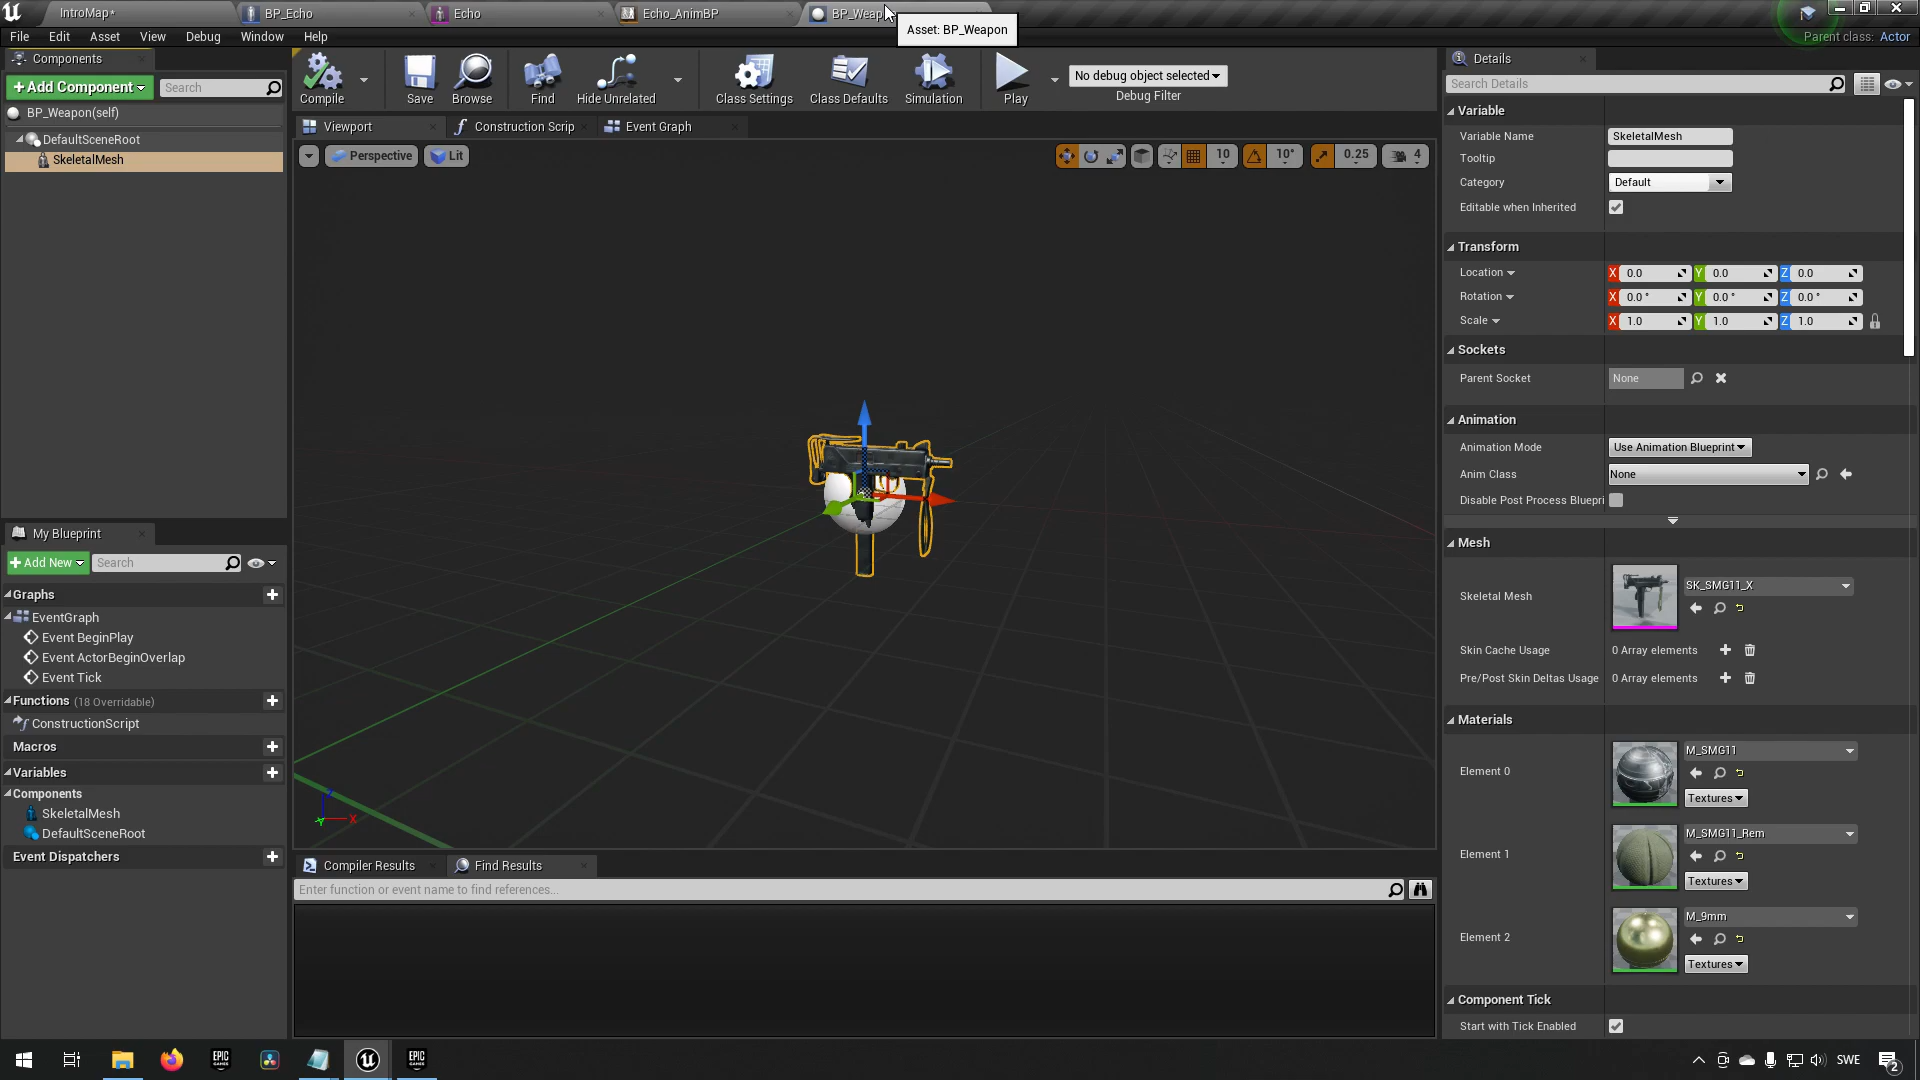 IntroMap*
BP_Echo
Echo
Echo_AnimBP
BP_Weap
Asset: BP_Weapon
File
Edit
Asset
View
Debug
Window
Help
Parent class: Actor
Components
+Add Component
Search
BP_Weapon(self)
DefaultSceneRoot
SkeletalMesh
Compile
Save
Browse
Find
Hide Unrelated
Class Settings
Class Defaults
Simulation
Play
No debug object selected
Debug Filter
Viewport
Construction Scrip
Event Graph
Perspective
Lit
10
10°
0.25
4
X
Y
Z
My Blueprint
+Add New
Search
Graphs
EventGraph
Event BeginPlay
Event ActorBeginOverlap
Event Tick
Functions (18 Overridable)
ConstructionScript
Macros
Variables
Components
SkeletalMesh
DefaultSceneRoot
Event Dispatchers
Compiler Results
Find Results
Enter function or event name to find references...
Details
Search Details
Variable
Variable Name
SkeletalMesh
Tooltip
Category
Default
Editable when Inherited
Transform
Location
X 0.0 Y 0.0 Z 0.0
Rotation
X 0.0 ° Y 0.0 ° Z 0.0 °
Scale
X 1.0 Y 1.0 Z 1.0
Sockets
Parent Socket
None
Animation
Animation Mode
Use Animation Blueprint
Anim Class
None
Disable Post Process Bluepri
Mesh
Skeletal Mesh
SK_SMG11_X
Skin Cache Usage
0 Array elements
Pre/Post Skin Deltas Usage
0 Array elements
Materials
Element 0
M_SMG11
Textures
Element 1
M_SMG11_Rem
Textures
Element 2
M_9mm
Textures
Component Tick
Start with Tick Enabled
EPIC GAMES
EPIC GAMES
SWE
2